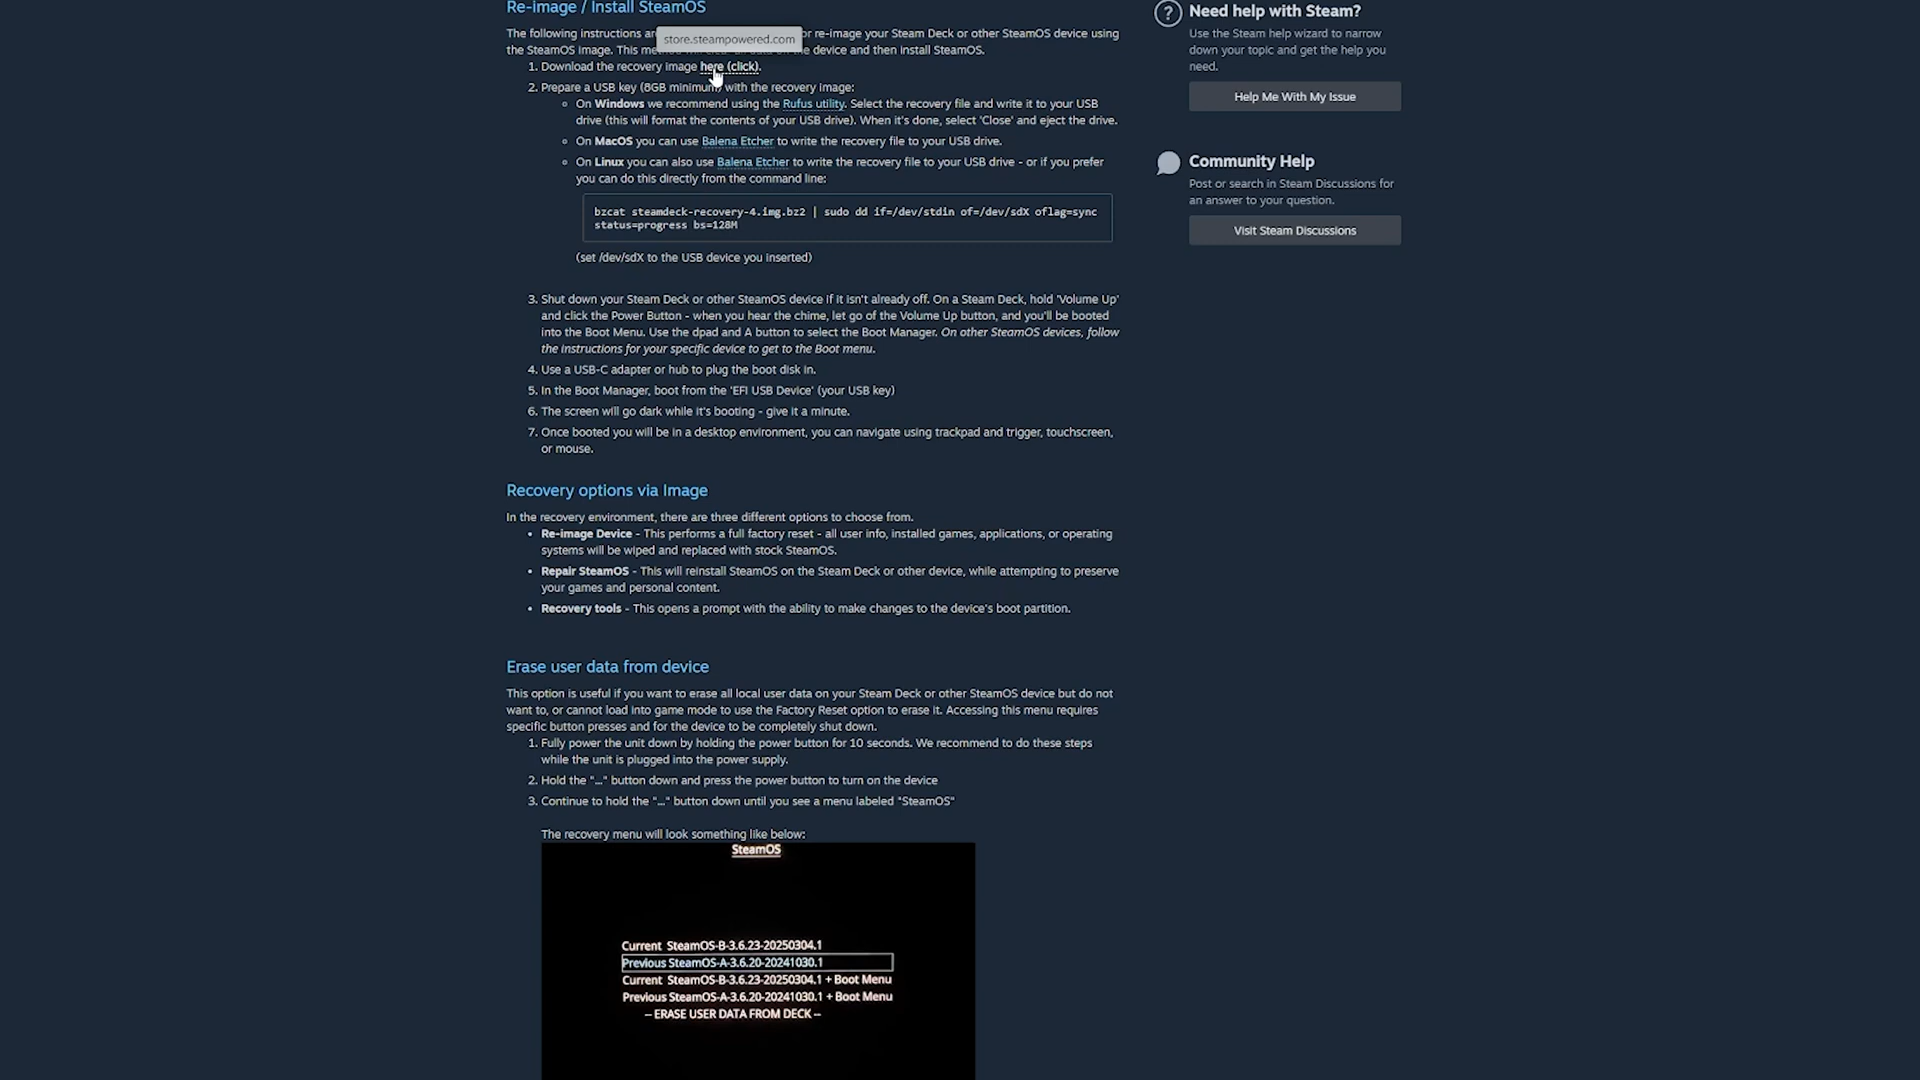 Re-image / Install SteamOS
The following instructions ar store.steampowered.com or re-image your Steam Deck or other SteamOS device using
the SteamOS image. This me device and then install SteamOS.
1. Download the recovery image here (click).
2. Prepare a USB key (8GB minimum) with the recovery image:
On Windows we recommend using the Rufus utility. Select the recovery file and write it to your USB
drive (this will format the contents of your USB drive). When it's done, select 'Close' and eject the drive.
On MacOS you can use Balena Etcher to write the recovery file to your USB drive.
On Linux you can also use Balena Etcher to write the recovery file to your USB drive - or if you prefer
you can do this directly from the command line:
bzcat steamdeck-recovery-4.img.bz2 | sudo dd if=/dev/stdin of=/dev/sdX oflag=sync
status=progress bs=128M
(set /dev/sdX to the USB device you inserted)
3. Shut down your Steam Deck or other SteamOS device if it isn't already off. On a Steam Deck, hold 'Volume Up'
and click the Power Button - when you hear the chime, let go of the Volume Up button, and you'll be booted
into the Boot Menu. Use the dpad and A button to select the Boot Manager. On other SteamOS devices, follow
the instructions for your specific device to get to the Boot menu.
4. Use a USB-C adapter or hub to plug the boot disk in.
5. In the Boot Manager, boot from the 'EFI USB Device' (your USB key)
6. The screen will go dark while it's booting - give it a minute.
7. Once booted you will be in a desktop environment, you can navigate using trackpad and trigger, touchscreen,
or mouse.
Recovery options via Image
In the recovery environment, there are three different options to choose from.
Re-image Device - This performs a full factory reset - all user info, installed games, applications, or operating
systems will be wiped and replaced with stock SteamOS.
Repair SteamOS - This will reinstall SteamOS on the Steam Deck or other device, while attempting to preserve
your games and personal content.
Recovery tools - This opens a prompt with the ability to make changes to the device's boot partition.
Erase user data from device
This option is useful if you want to erase all local user data on your Steam Deck or other SteamOS device but do not
want to, or cannot load into game mode to use the Factory Reset option to erase it. Accessing this menu requires
specific button presses and for the device to be completely shut down.
1. Fully power the unit down by holding the power button for 10 seconds. We recommend to do these steps
while the unit is plugged into the power supply.
2. Hold the "..." button down and press the power button to turn on the device
3. Continue to hold the "..." button down until you see a menu labeled "SteamOS"
The recovery menu will look something like below:
SteamOS
Current SteamOS-B-3.6.23-20250304.1
Previous SteamOS-A-3.6.20-20241030.1
Current SteamOS-B-3.6.23-20250304.1 + Boot Menu
Previous SteamOS-A-3.6.20-20241030.1 + Boot Menu
-- ERASE USER DATA FROM DECK --
Need help with Steam?
Use the Steam help wizard to narrow
down your topic and get the help you
need.
Help Me With My Issue
Community Help
Post or search in Steam Discussions for
an answer to your question.
Visit Steam Discussions